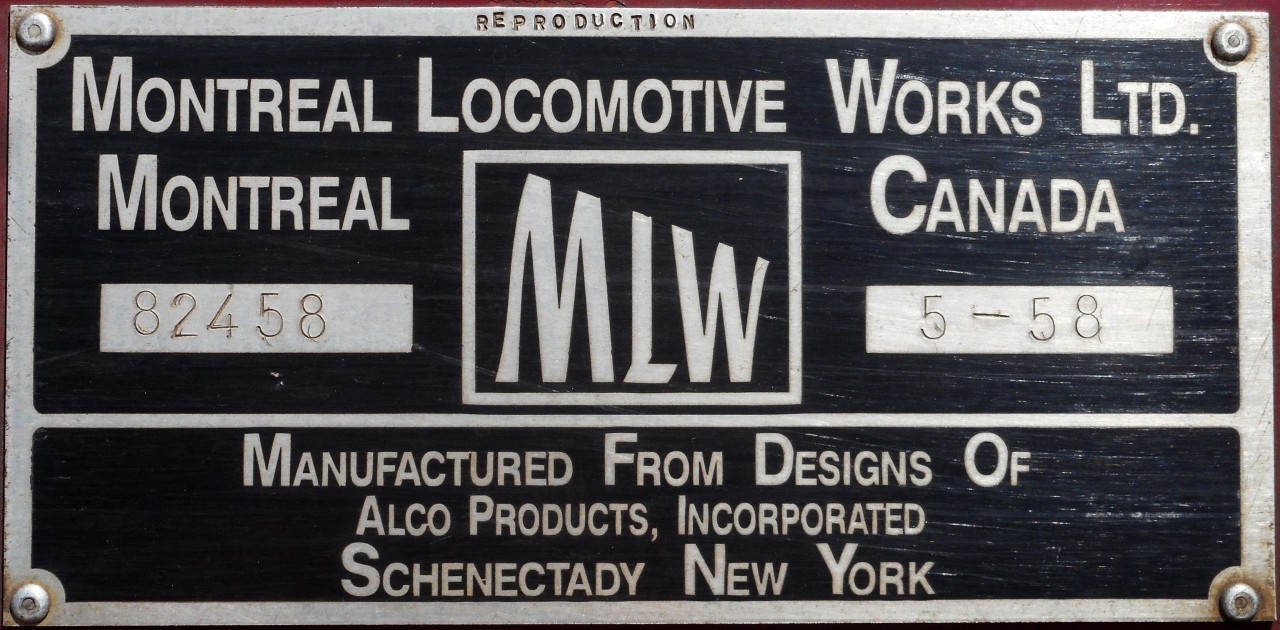 REPRODUCTION
MONTREAL LOCOMOTIVE WORKS LTD.
MONTREAL CANADA
MLW
82458 5-58
MANUFACTURED FROM DESIGNS OF
ALCO PRODUCTS, INCORPORATED
SCHENECTADY NEW YORK